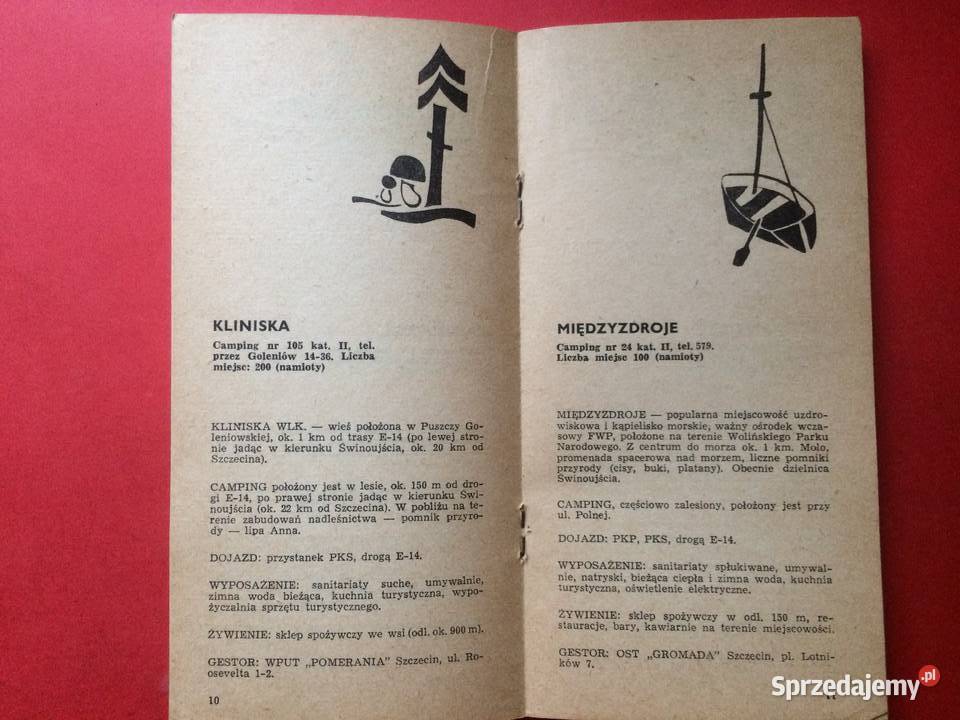 KLINISKA
Camping nr 105 kat. II, tel.
przez Goleniów 14-36. Liczba
miejsc: 200 (namioty)
KLINISKA WLK. — wieś położona w Puszczy Go-
leniowskiej, ok. 1 km od trasy E-14 (po lewej stro-
nie jadąc w kierunku Świnoujścia, ok. 20 km od
Szczecina).
CAMPING położony jest w lesie, ok. 150 m od dro-
gi E-14, po prawej stronie jadąc w kierunku Świ-
noujścia (ok. 22 km od Szczecina). W pobliżu na te-
renie zabudowań nadleśnictwa — pomnik przyro-
dy — lipa Anna.
DOJAZD: przystanek PKS, drogą E-14.
WYPOSAŻENIE: sanitariaty suche, umywalnie,
zimna woda bieżąca, kuchnia turystyczna, wypo-
życzalnia sprzętu turystycznego.
ŻYWIENIE: sklep spożywczy we wsi (odl. ok. 900 m).
GESTOR: WPUT „POMERANIA" Szczecin, ul. Ro-
osevelta 1-2.
10
MIĘDZYZDROJE
Camping nr 24 kat. II, tel. 579.
Liczba miejsc 100 (namioty)
MIĘDZYZDROJE — popularna miejscowość uzdro-
wiskowa i kąpielisko morskie, ważny ośrodek wcza-
sowy FWP, położone na terenie Wolińskiego Parku
Narodowego. Z centrum do morza ok. 1 km. Molo,
promenada spacerowa nad morzem, liczne pomniki
przyrody (cisy, buki, platany). Obecnie dzielnica
Świnoujścia.
CAMPING, częściowo zalesiony, położony jest przy
ul. Polnej.
DOJAZD: PKP, PKS, drogą E-14.
WYPOSAŻENIE: sanitariaty spłukiwane, umywal-
nie, natryski, bieżąca ciepła i zimna woda, kuchnia
turystyczna, oświetlenie elektryczne.
ŻYWIENIE: sklep spożywczy w odl. 150 m, re-
stauracje, bary, kawiarnie na terenie miejscowości.
GESTOR: OST „GROMADA" Szczecin, pl. Lotni-
ków 7.
Sprzedajemy.pl